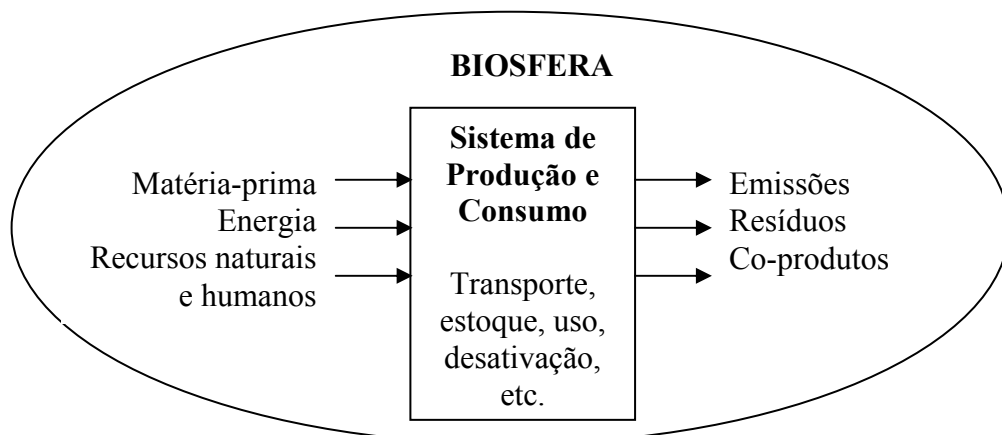 BIOSFERA
Matéria-prima
Energia
Recursos naturais
e humanos
Sistema de
Produção e
Consumo
Transporte,
estoque, uso,
desativação,
etc.
Emissões
Resíduos
Co-produtos